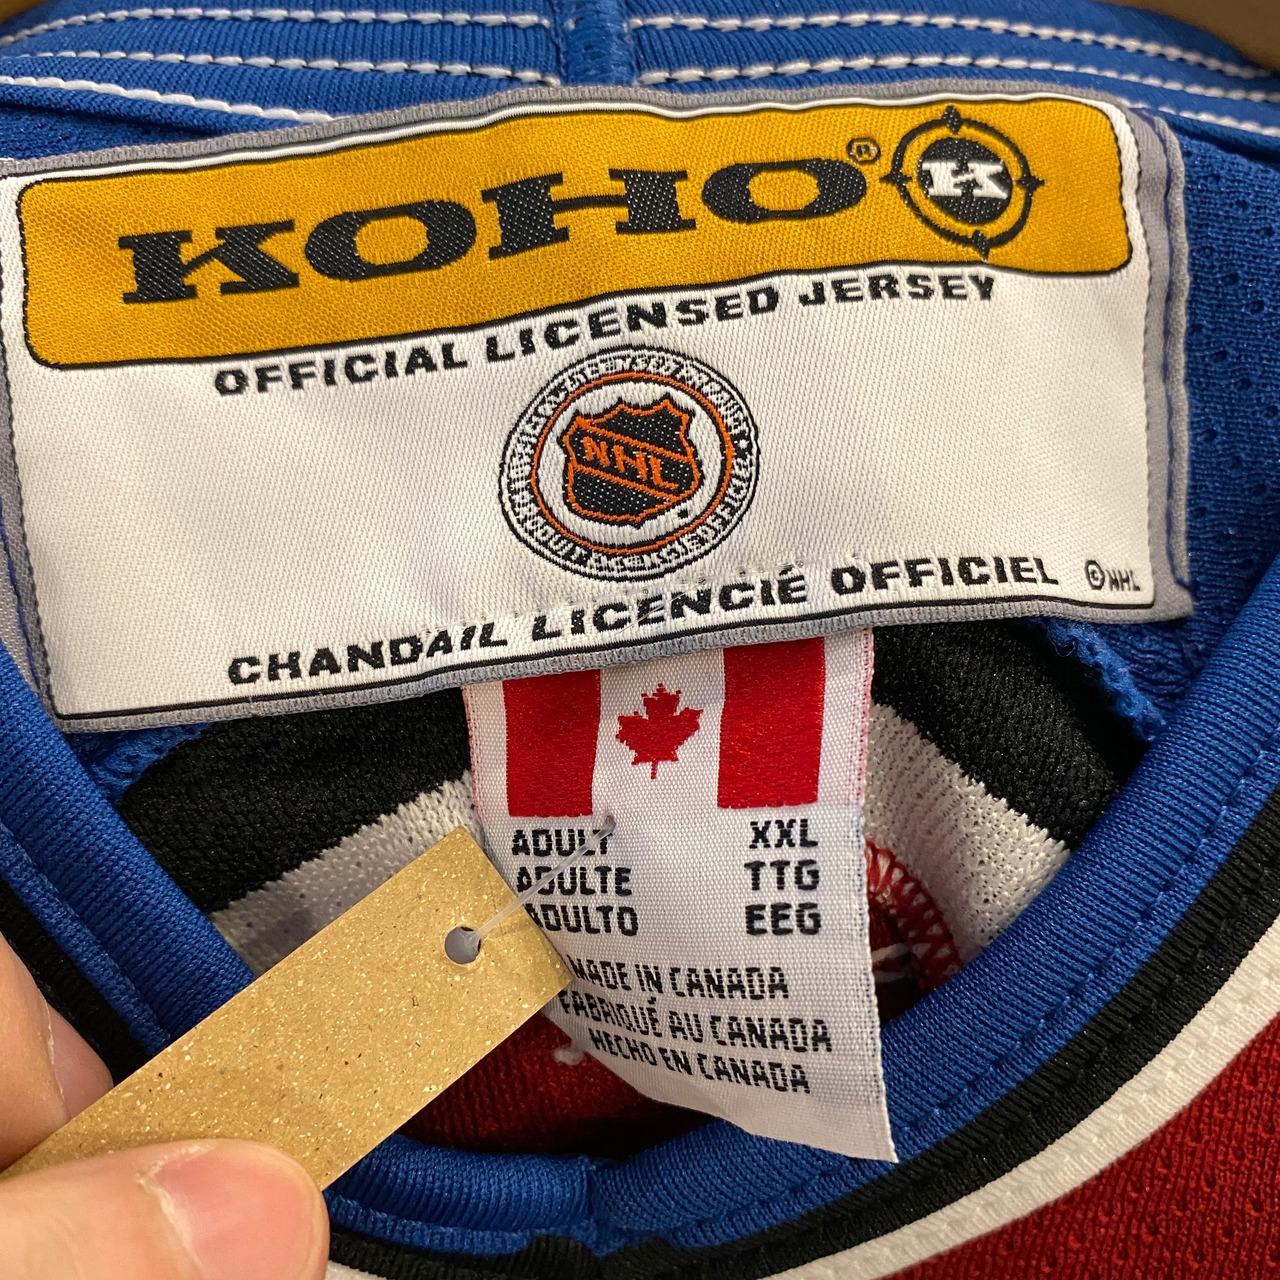 KOHO® K
OFFICIAL LICENSED JERSEY
NHL
CHANDAIL LICENCIÉ OFFICIEL ©NHL
ADULT XXL
ADULTE TTG
ADULTO EEG
MADE IN CANADA
FABRIQUÉ AU CANADA
HECHO EN CANADA